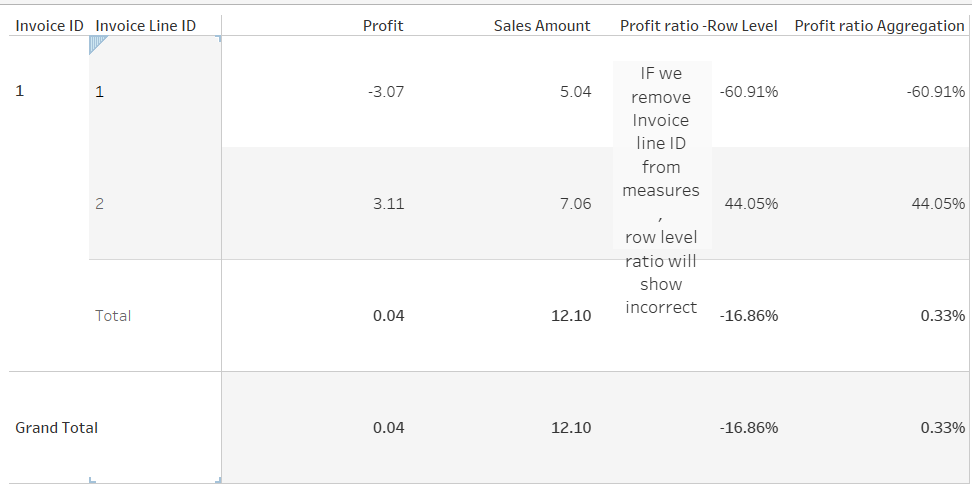 Invoice ID Invoice Line ID Profit Sales Amount Profit ratio -Row Level Profit ratio Aggregation
1 1 -3.07 5.04 -60.91% -60.91%
2 3.11 7.06 44.05% 44.05%
Total 0.04 12.10 -16.86% 0.33%
Grand Total 0.04 12.10 -16.86% 0.33%
IF we
remove
Invoice
line ID
from
measures
,
row level
ratio will
show
incorrect